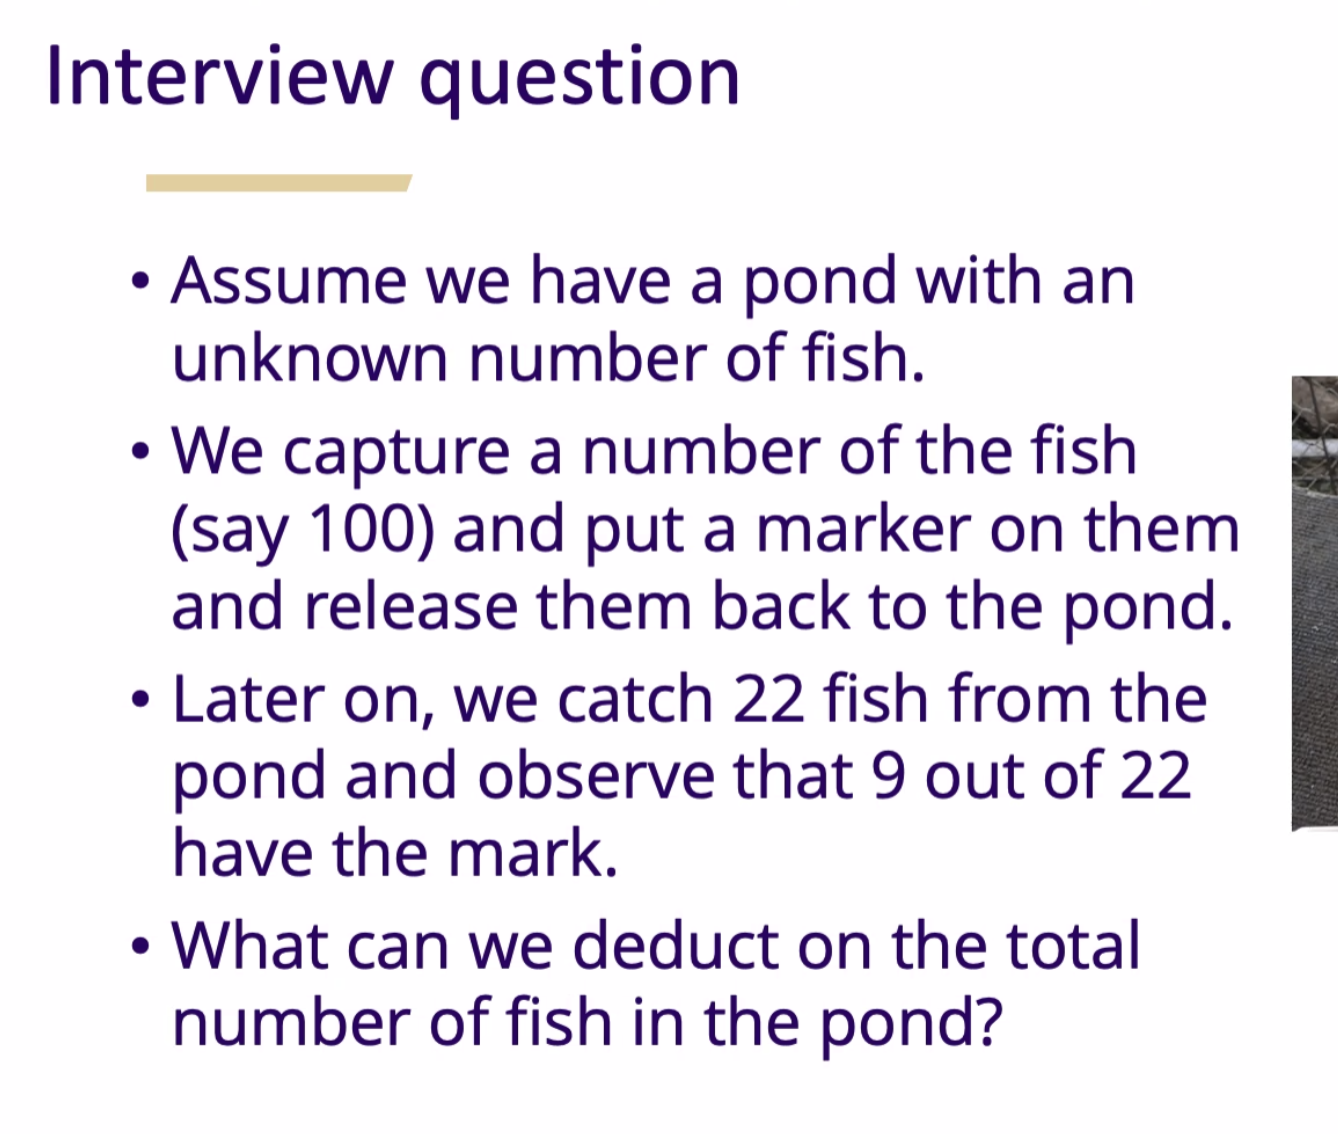 Interview question
• Assume we have a pond with an
unknown number of fish.
• We capture a number of the fish
(say 100) and put a marker on them
and release them back to the pond.
• Later on, we catch 22 fish from the
pond and observe that 9 out of 22
have the mark.
• What can we deduct on the total
number of fish in the pond?